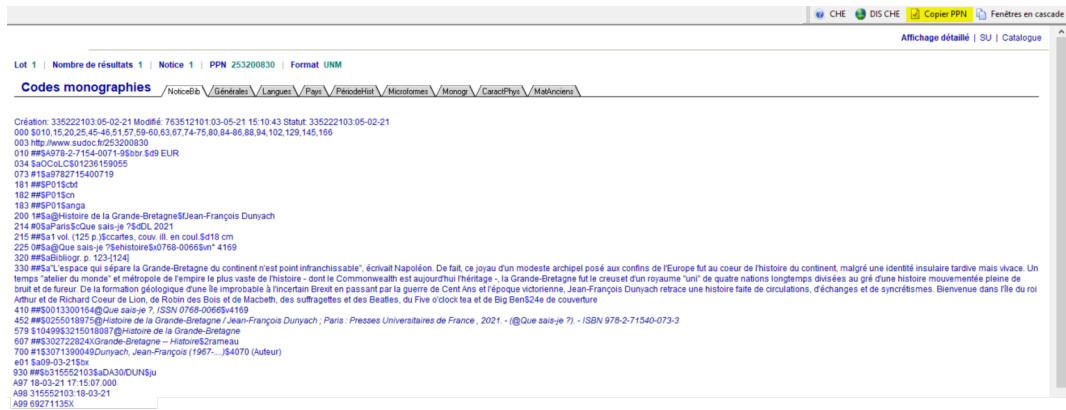 CHE DIS CHE Copier PPN Fenêtres en cascade
Affichage détaillé | SU | Catalogue
Lot 1 | Nombre de résultats 1 | Notice 1 | PPN 253200830 | Format UNM
Codes monographies NoticeBib Générales Langues Pays PériodeHist Microformes Monogr CaractPhys MatAnciens
Création: 335222103:05-02-21 Modifié: 763512101:03-05-21 15:10:43 Statut: 335222103:05-02-21
000 $010,15,20,25,45-46,51,57,59-60,63,67,74-75,80,84-86,88,94,102,129,145,166
003 http://www.sudoc.fr/253200830
010 ##$A978-2-7154-0071-9$bbr.$d9 EUR
034 $aOCoLC$01236159055
073 #1$a9782715400719
181 ##$P01$cbt
182 ##$P01$cn
183 ##$P01$anga
200 1#$a@Histoire de la Grande-Bretagne$fJean-François Dunyach
214 #0$aParis$cQue sais-je ?$dDL 2021
215 ##$a1 vol. (125 p.)$ccartes, couv. ill. en coul.$d18 cm
225 0#$a@Que sais-je ?$ehistoire$x0768-0066$vn° 4169
320 ##$aBibliogr. p. 123-[124]
330 ##$a"L'espace qui sépare la Grande-Bretagne du continent n'est point infranchissable", écrivait Napoléon. De fait, ce joyau d'un modeste archipel posé aux confins de l'Europe fut au coeur de l'histoire du continent, malgré une identité insulaire tardive mais vivace. Un
temps "atelier du monde" et métropole de l'empire le plus vaste de l'histoire - dont le Commonwealth est aujourd'hui l'héritage -, la Grande-Bretagne fut le creuset d'un royaume "uni" de quatre nations longtemps divisées au gré d'une histoire mouvementée pleine de
bruit et de fureur. De la formation géologique d'une île improbable à l'incertain Brexit en passant par la guerre de Cent Ans et l'époque victorienne, Jean-François Dunyach retrace une histoire faite de circulations, d'échanges et de syncrétismes. Bienvenue dans l'île du roi
Arthur et de Richard Coeur de Lion, de Robin des Bois et de Macbeth, des suffragettes et des Beatles, du Five o'clock tea et de Big Ben$24e de couverture
410 ##$0013300164@Que sais-je ?, ISSN 0768-0066$v4169
452 ##$0255018975@Histoire de la Grande-Bretagne / Jean-François Dunyach ; Paris : Presses Universitaires de France , 2021. - (@Que sais-je ?). - ISBN 978-2-71540-073-3
579 $10499$3215018087@Histoire de la Grande-Bretagne
607 ##$302722824XGrande-Bretagne -- Histoire$2rameau
700 #1$3071390049Dunyach, Jean-François (1967-....)$4070 (Auteur)
e01 $a09-03-21$bx
930 ##$b315552103$aDA30/DUN$ju
A97 18-03-21 17:15:07.000
A98 315552103:18-03-21
A99 69271135X